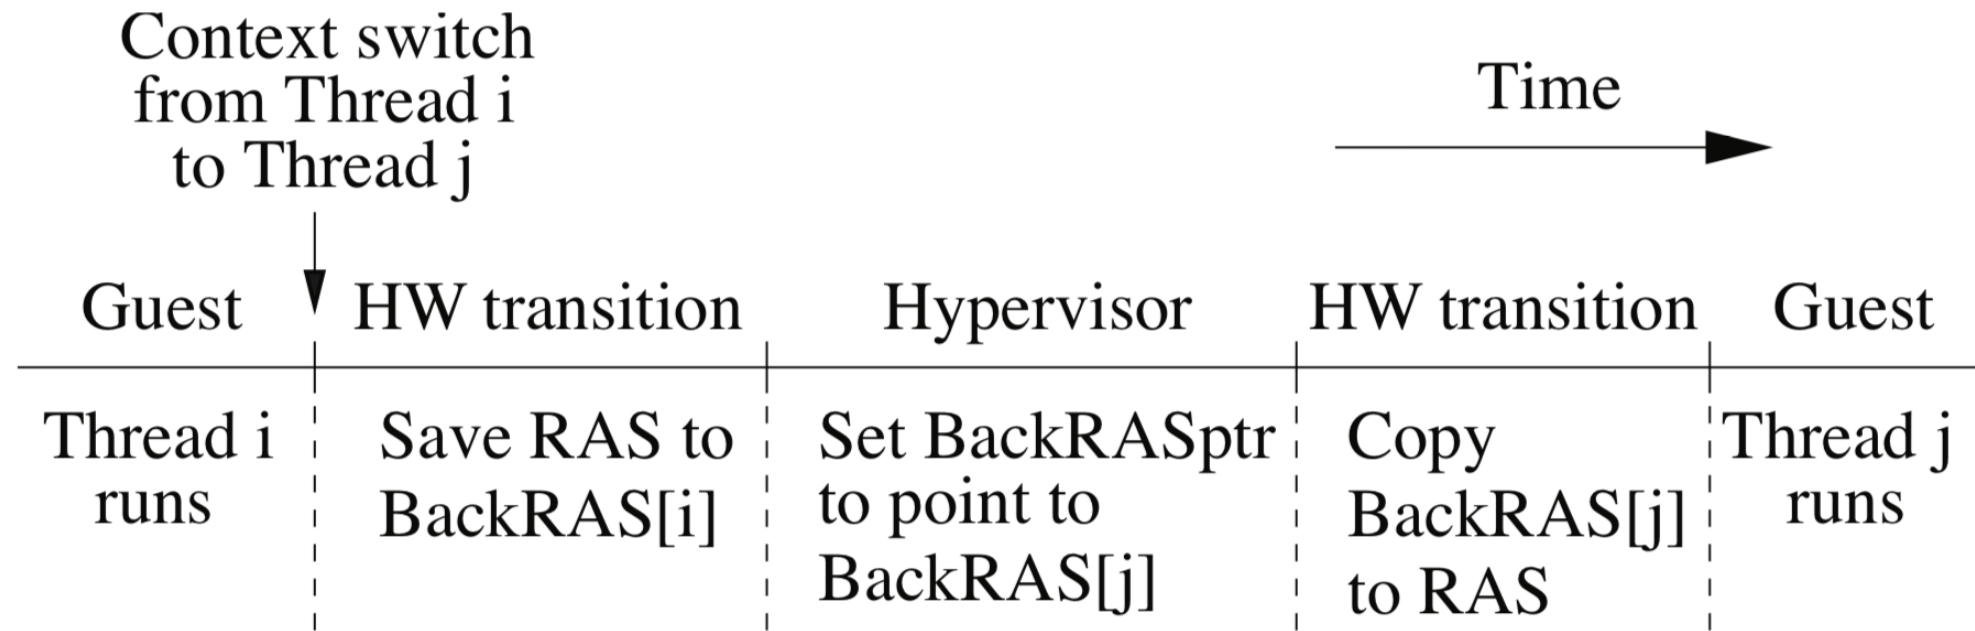 Context switch
from Thread i
to Thread j
Time
Guest
HW transition
Hypervisor
HW transition
Guest
Thread i
runs
Save RAS to
BackRAS[i]
Set BackRASptr
to point to
BackRAS[j]
Copy
BackRAS[j]
to RAS
Thread j
runs